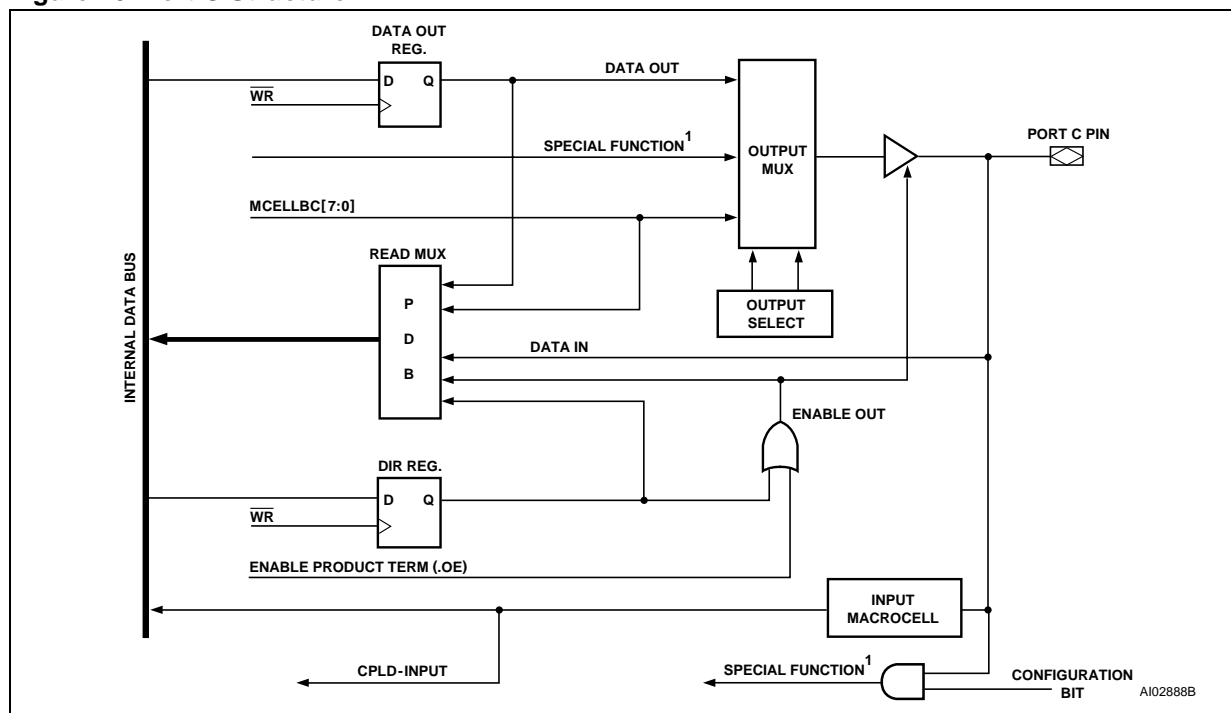 DATA OUT
REG.
D Q
WR
DATA OUT
SPECIAL FUNCTION1
OUTPUT
MUX
PORT C PIN
MCELLBC[7:0]
READ MUX
P
D
B
OUTPUT
SELECT
INTERNAL DATA BUS
DATA IN
ENABLE OUT
DIR REG.
D Q
WR
ENABLE PRODUCT TERM (.OE)
INPUT
MACROCELL
CPLD-INPUT
SPECIAL FUNCTION1
CONFIGURATION
BIT
AI02888B